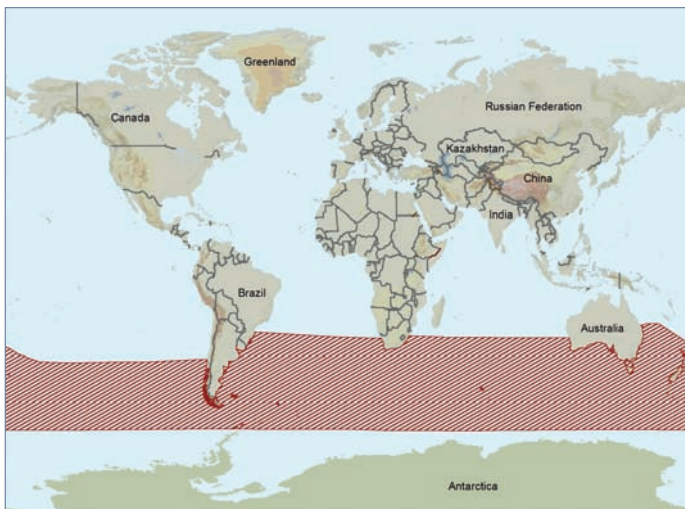 Greenland
Canada
Russian Federation
Kazakhstan
China
India
Brazil
Australia
Antarctica